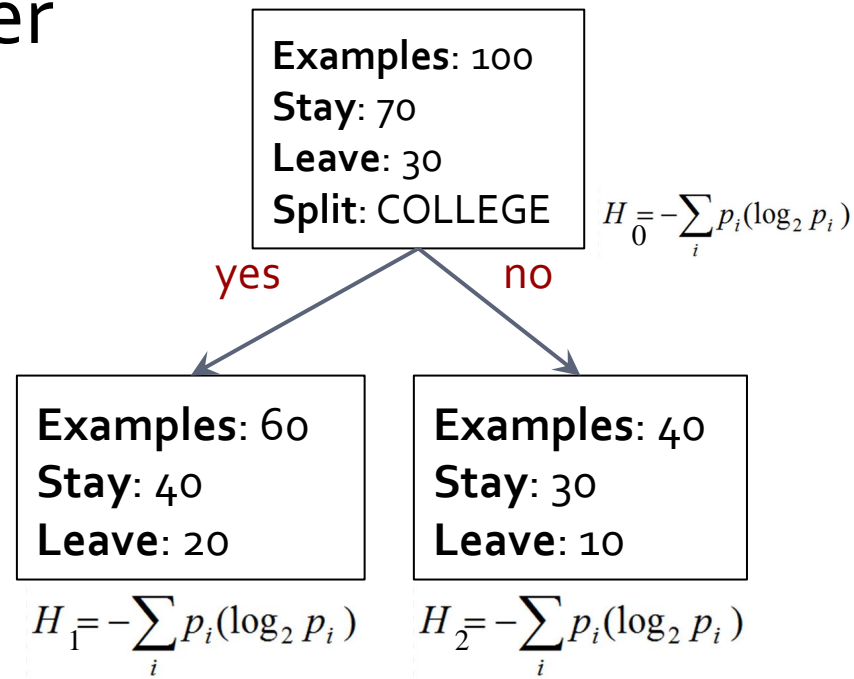 er
Examples: 100
Stay: 70
Leave: 30
Split: COLLEGE
H₀ = −∑ᵢ pᵢ(log₂ pᵢ)
yes
no
Examples: 60
Stay: 40
Leave: 20
Examples: 40
Stay: 30
Leave: 10
H₁ = −∑ᵢ pᵢ(log₂ pᵢ)
H₂ = −∑ᵢ pᵢ(log₂ pᵢ)